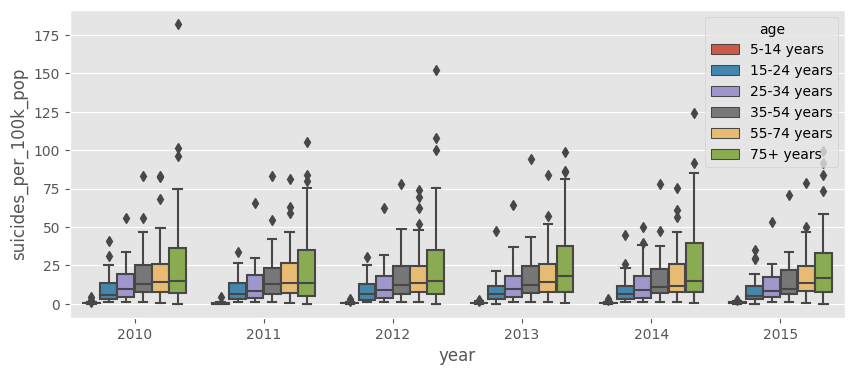 suicides_per_100k_pop
175
150
125
100
75
50
25
0
age
5-14 years
15-24 years
25-34 years
35-54 years
55-74 years
75+ years
2010 2011 2012 2013 2014 2015
year